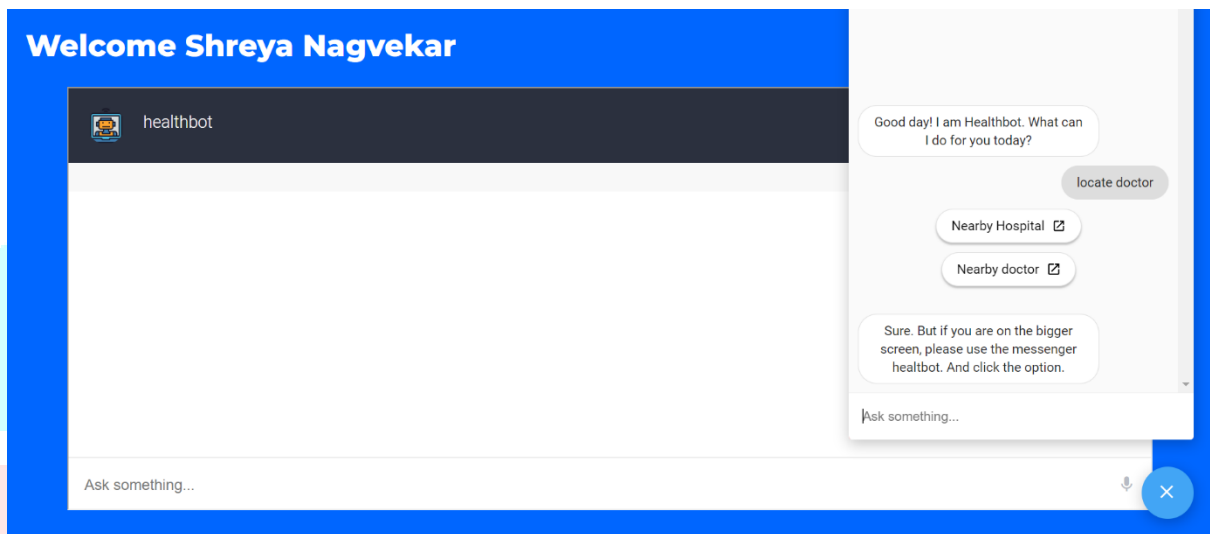 Welcome Shreya Nagvekar
healthbot
Ask something...
Good day! I am Healthbot. What can
I do for you today?
locate doctor
Nearby Hospital
Nearby doctor
Sure. But if you are on the bigger
screen, please use the messenger
healtbot. And click the option.
Ask something...